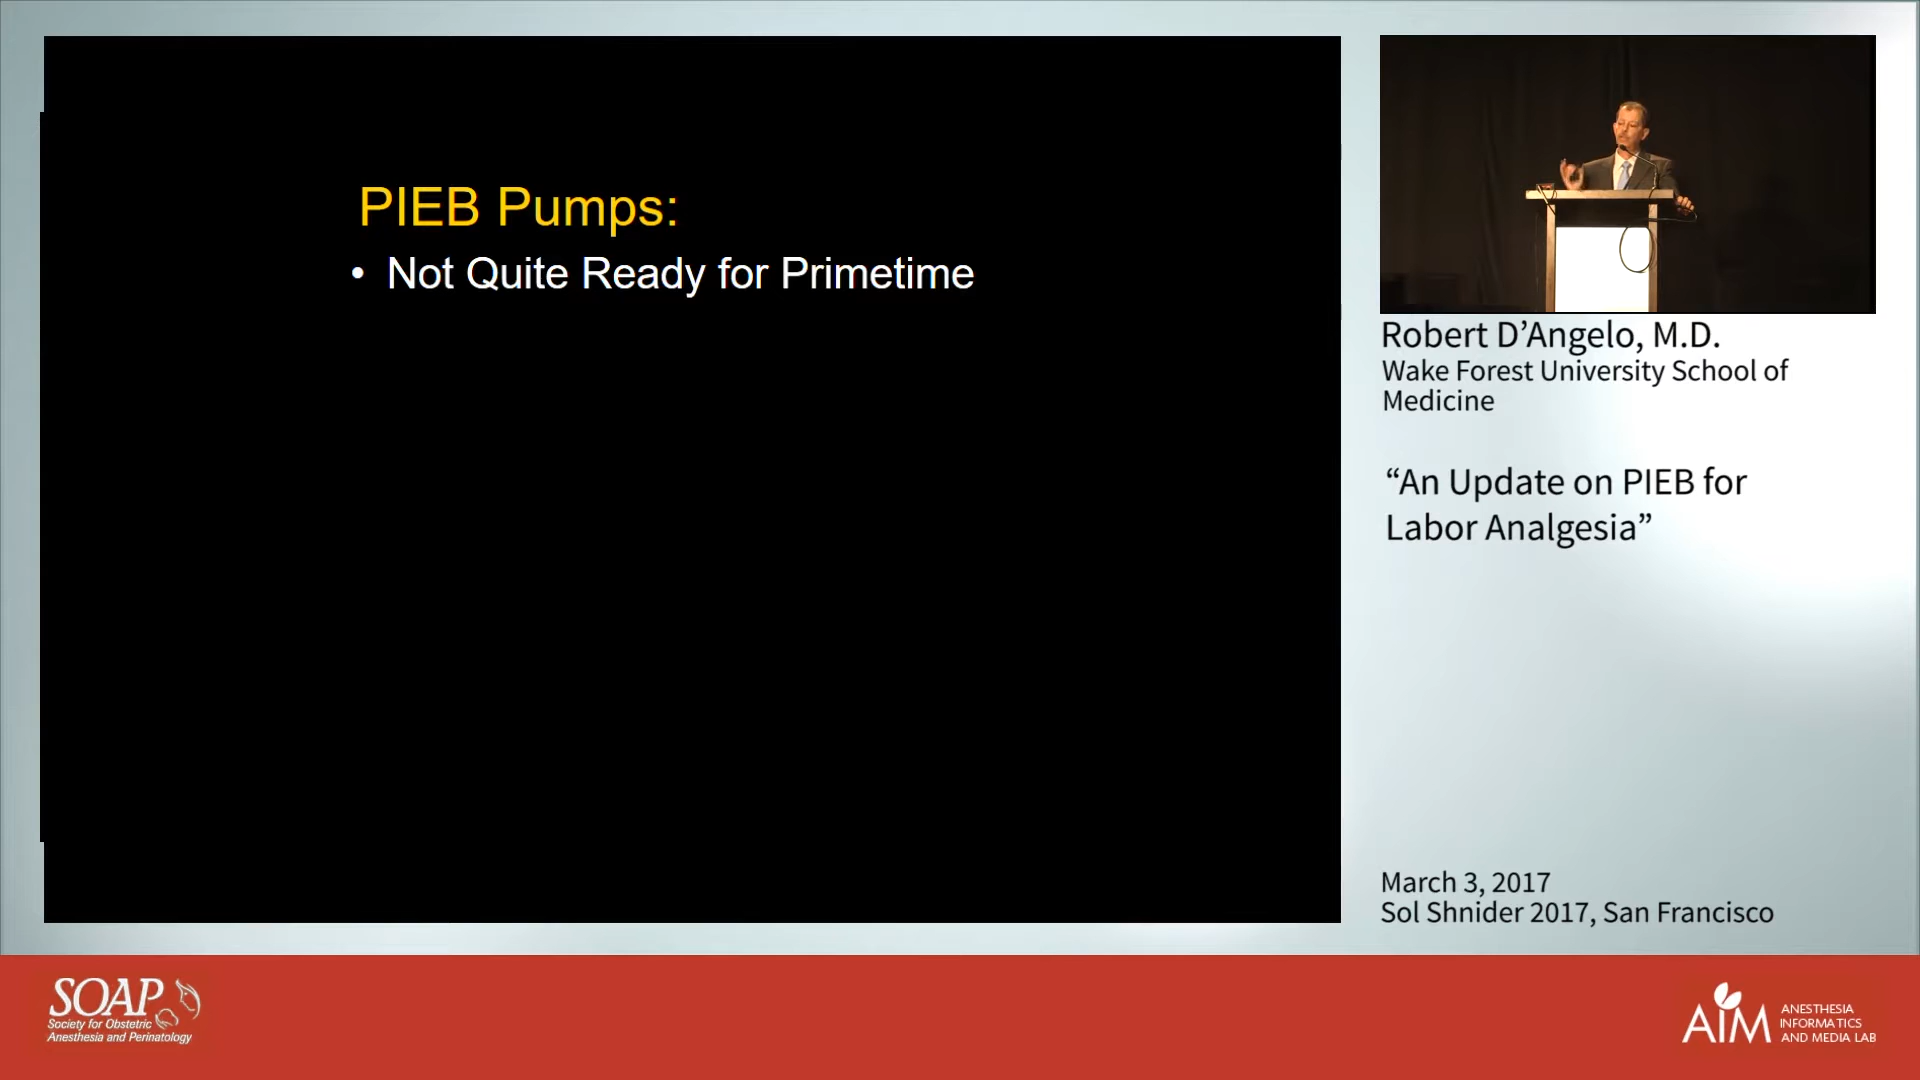 PIEB Pumps:
• Not Quite Ready for Primetime
Robert D’Angelo, M.D.
Wake Forest University School of
Medicine
“An Update on PIEB for
Labor Analgesia”
March 3, 2017
Sol Shnider 2017, San Francisco
SOAP
Society for Obstetric
Anesthesia and Perinatology
AIM
ANESTHESIA
INFORMATICS
AND MEDIA LAB